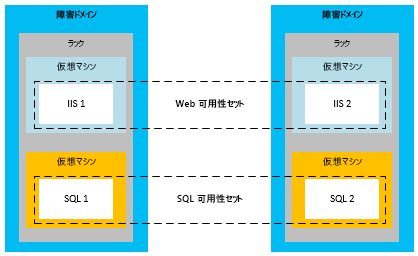 障害ドメイン
障害ドメイン
ラック
ラック
仮想マシン
仮想マシン
IIS 1
Web 可用性セット
IIS 2
仮想マシン
仮想マシン
SQL 1
SQL 可用性セット
SQL 2